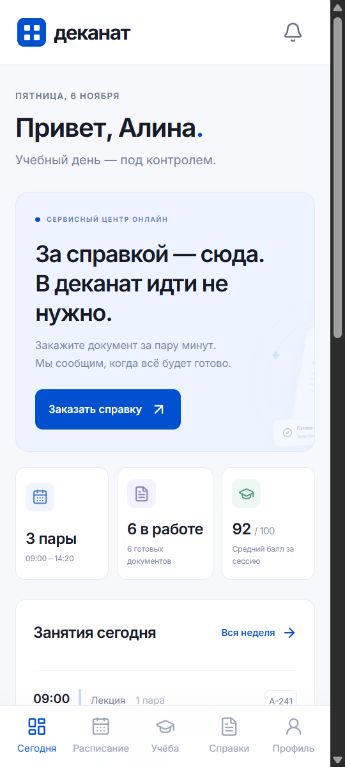 деканат
ПЯТНИЦА, 6 НОЯБРЯ
Привет, Алина.
Учебный день — под контролем.
СЕРВИСНЫЙ ЦЕНТР ОНЛАЙН
За справкой — сюда.
В деканат идти не
нужно.
Закажите документ за пару минут.
Мы сообщим, когда всё будет готово.
Заказать справку
3 пары
09:00 – 14:20
6 в работе
6 готовых
документов
92 / 100
Средний балл за
сессию
Занятия сегодня
Вся неделя
09:00 Лекция 1 пара А-241
Сегодня Расписание Учёба Справки Профиль